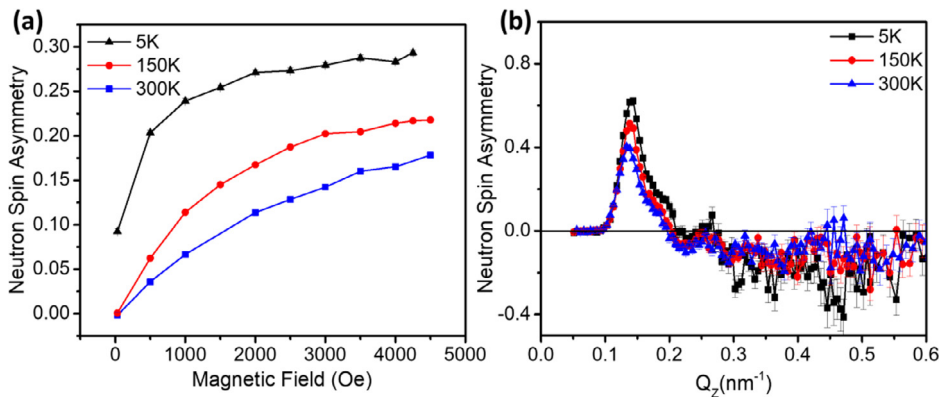 (a)
5K
150K
300K
Neutron Spin Asymmetry
0.30
0.25
0.20
0.15
0.10
0.05
0.00
0
1000
2000
3000
4000
5000
Magnetic Field (Oe)
(b)
5K
150K
300K
Neutron Spin Asymmetry
0.8
0.4
0.0
-0.4
0.0
0.1
0.2
0.3
0.4
0.5
0.6
Q_Z(nm⁻¹)